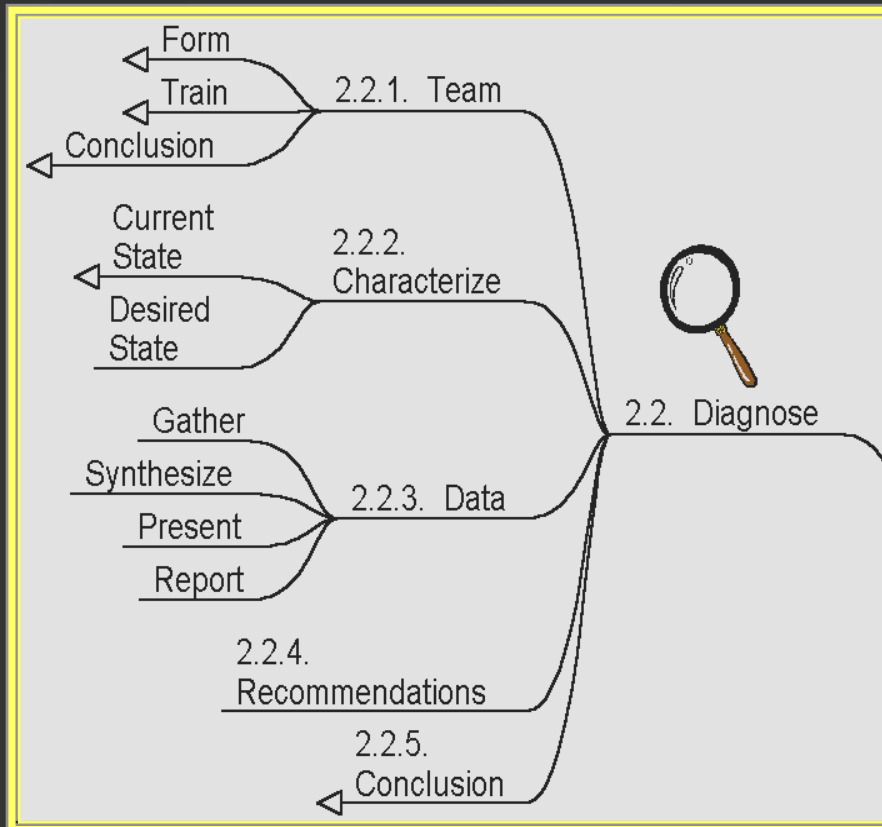 Form
Train
Conclusion
2.2.1. Team
Current
State
Desired
State
2.2.2.
Characterize
Gather
Synthesize
Present
Report
2.2.3. Data
2.2.4.
Recommendations
2.2.5.
Conclusion
2.2. Diagnose